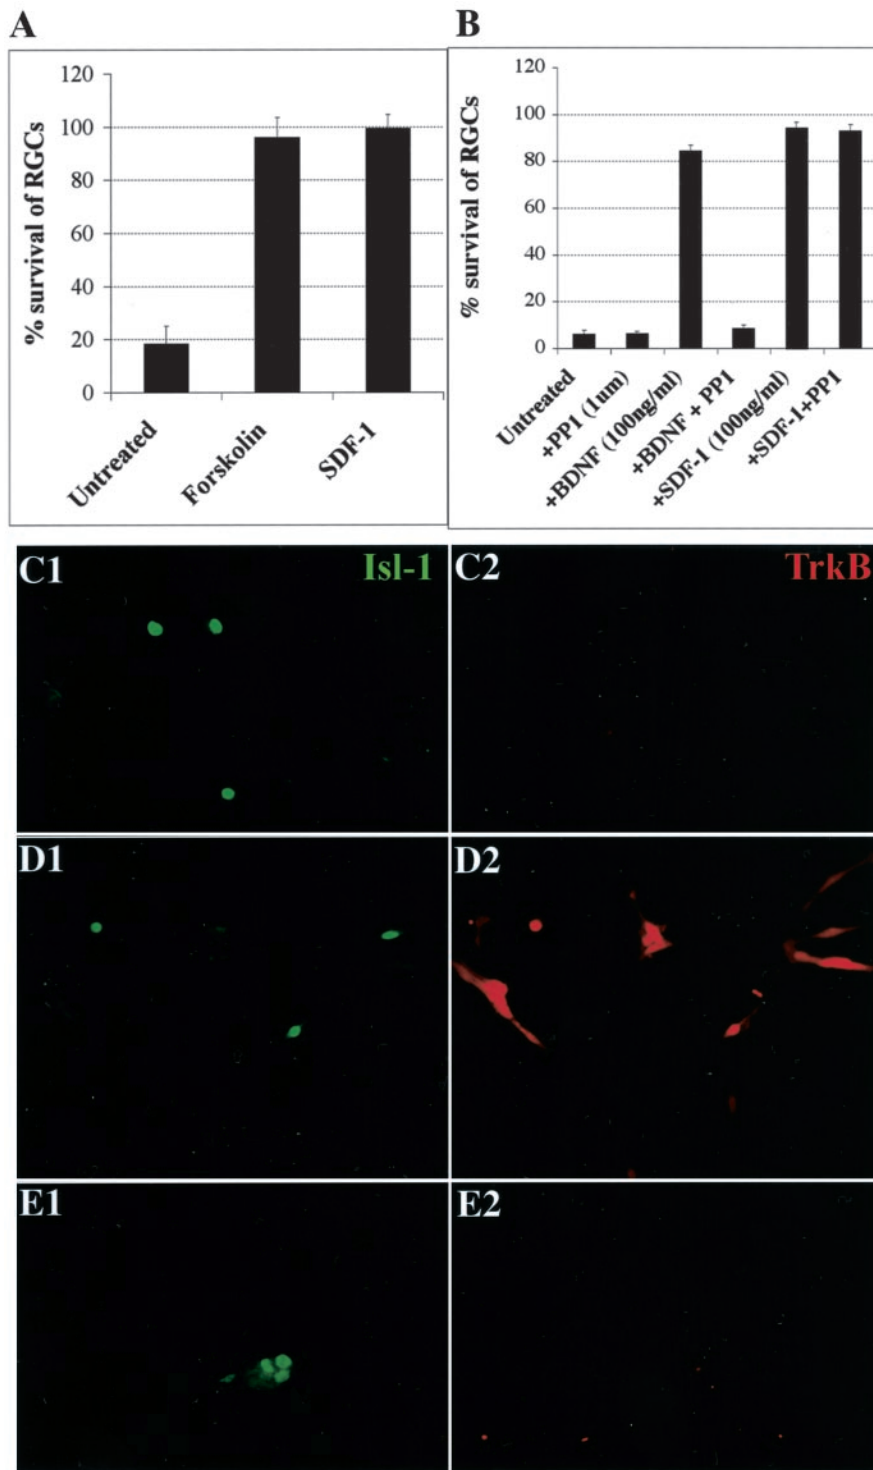 A
120
100
80
60
40
20
0
% survival of RGCs
Untreated
Forskolin
SDF-1
B
120
100
80
60
40
20
0
% survival of RGCs
Untreated
+PP1 (1um)
+BDNF (100ng/ml)
+BDNF + PP1
+SDF-1 (100ng/ml)
+SDF-1+PP1
C1
Isl-1
C2
TrkB
D1
D2
E1
E2